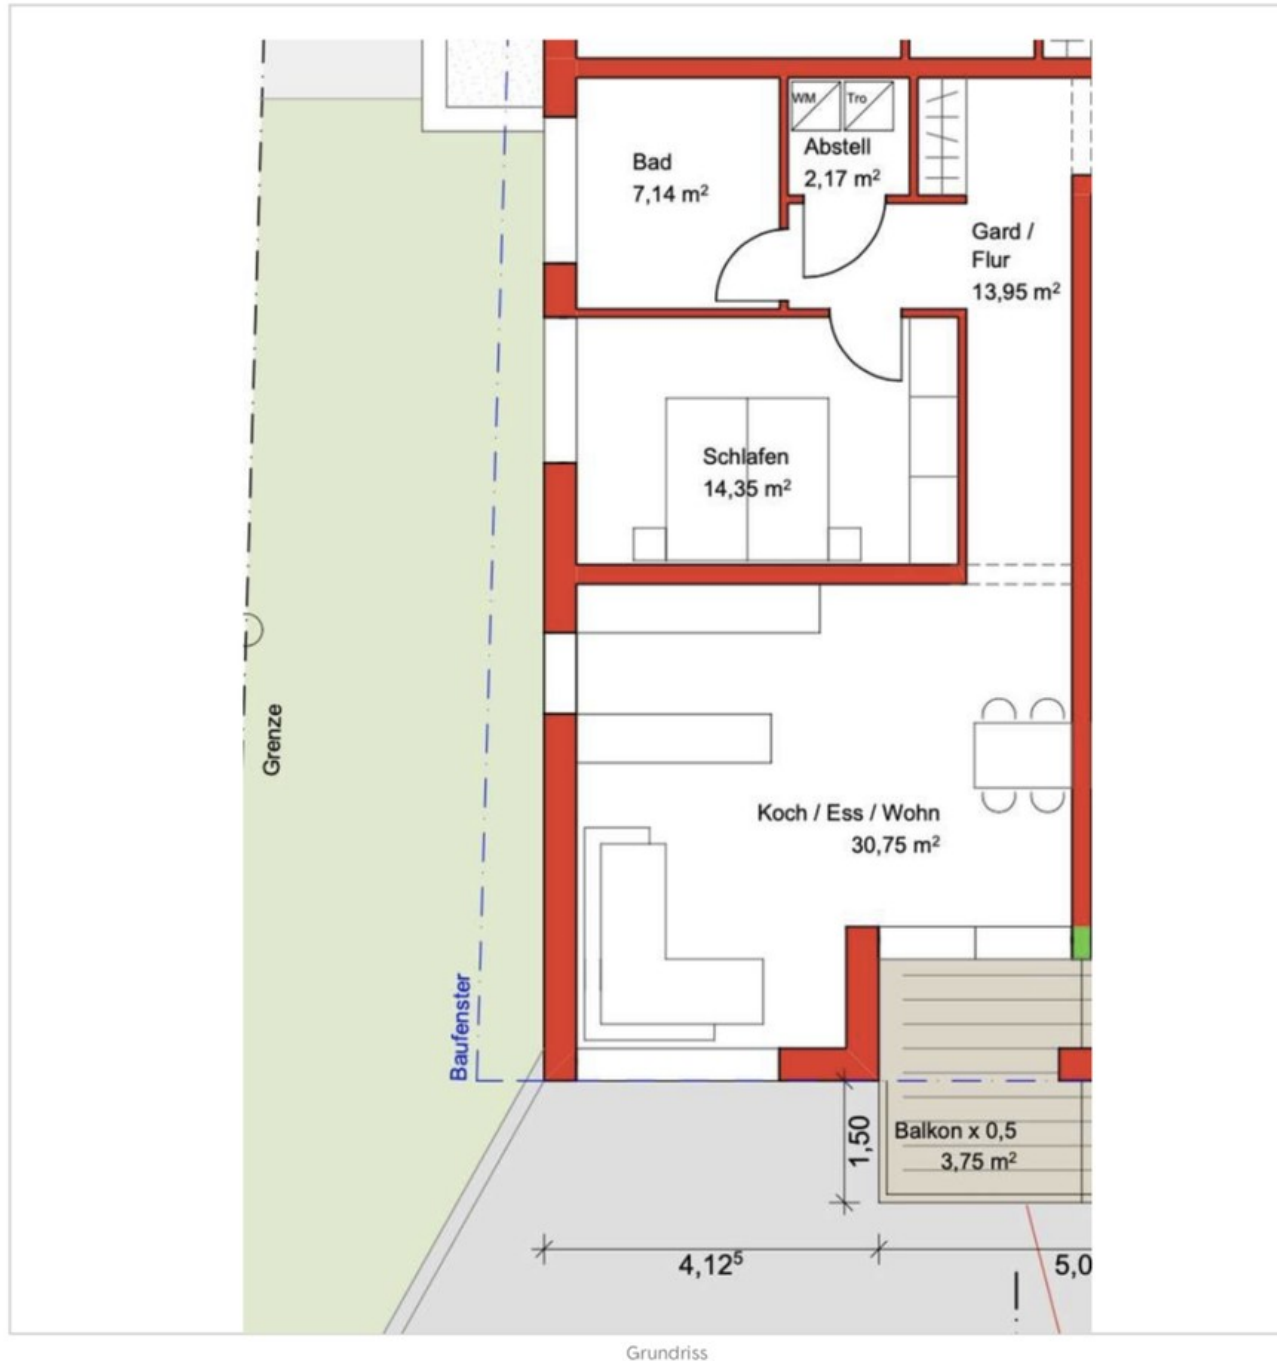 WM
Tro
Abstell
2,17 m²
Bad
7,14 m²
Gard /
Flur
13,95 m²
Schlafen
14,35 m²
Grenze
Koch / Ess / Wohn
30,75 m²
Baufenster
1,50
Balkon x 0,5
3,75 m²
4,12⁵
5,0
Grundriss